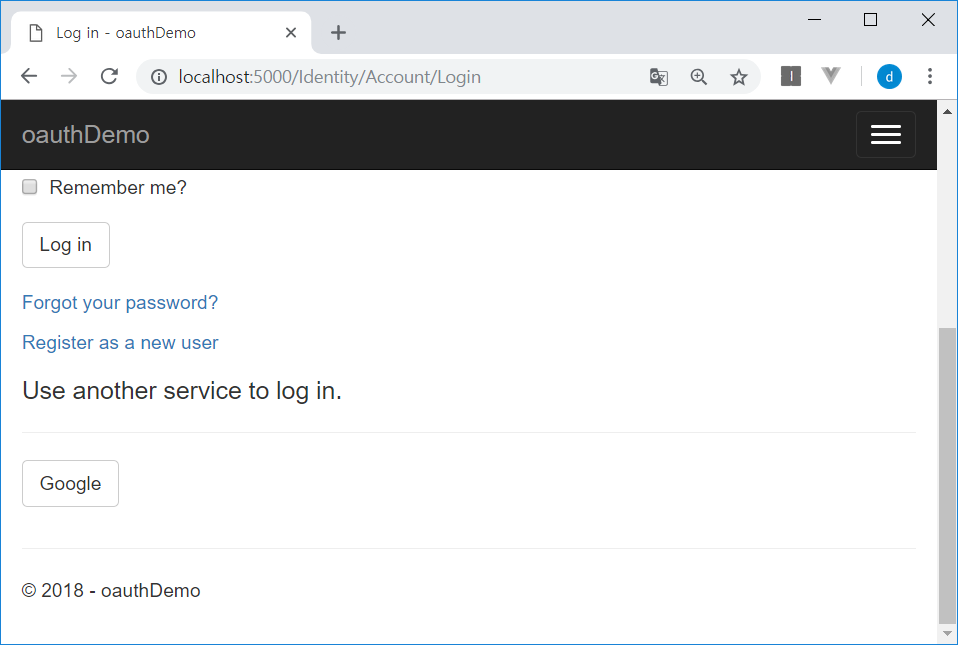 Log in - oauthDemo
localhost:5000/Identity/Account/Login
d
oauthDemo
Remember me?
Log in
Forgot your password?
Register as a new user
Use another service to log in.
Google
© 2018 - oauthDemo